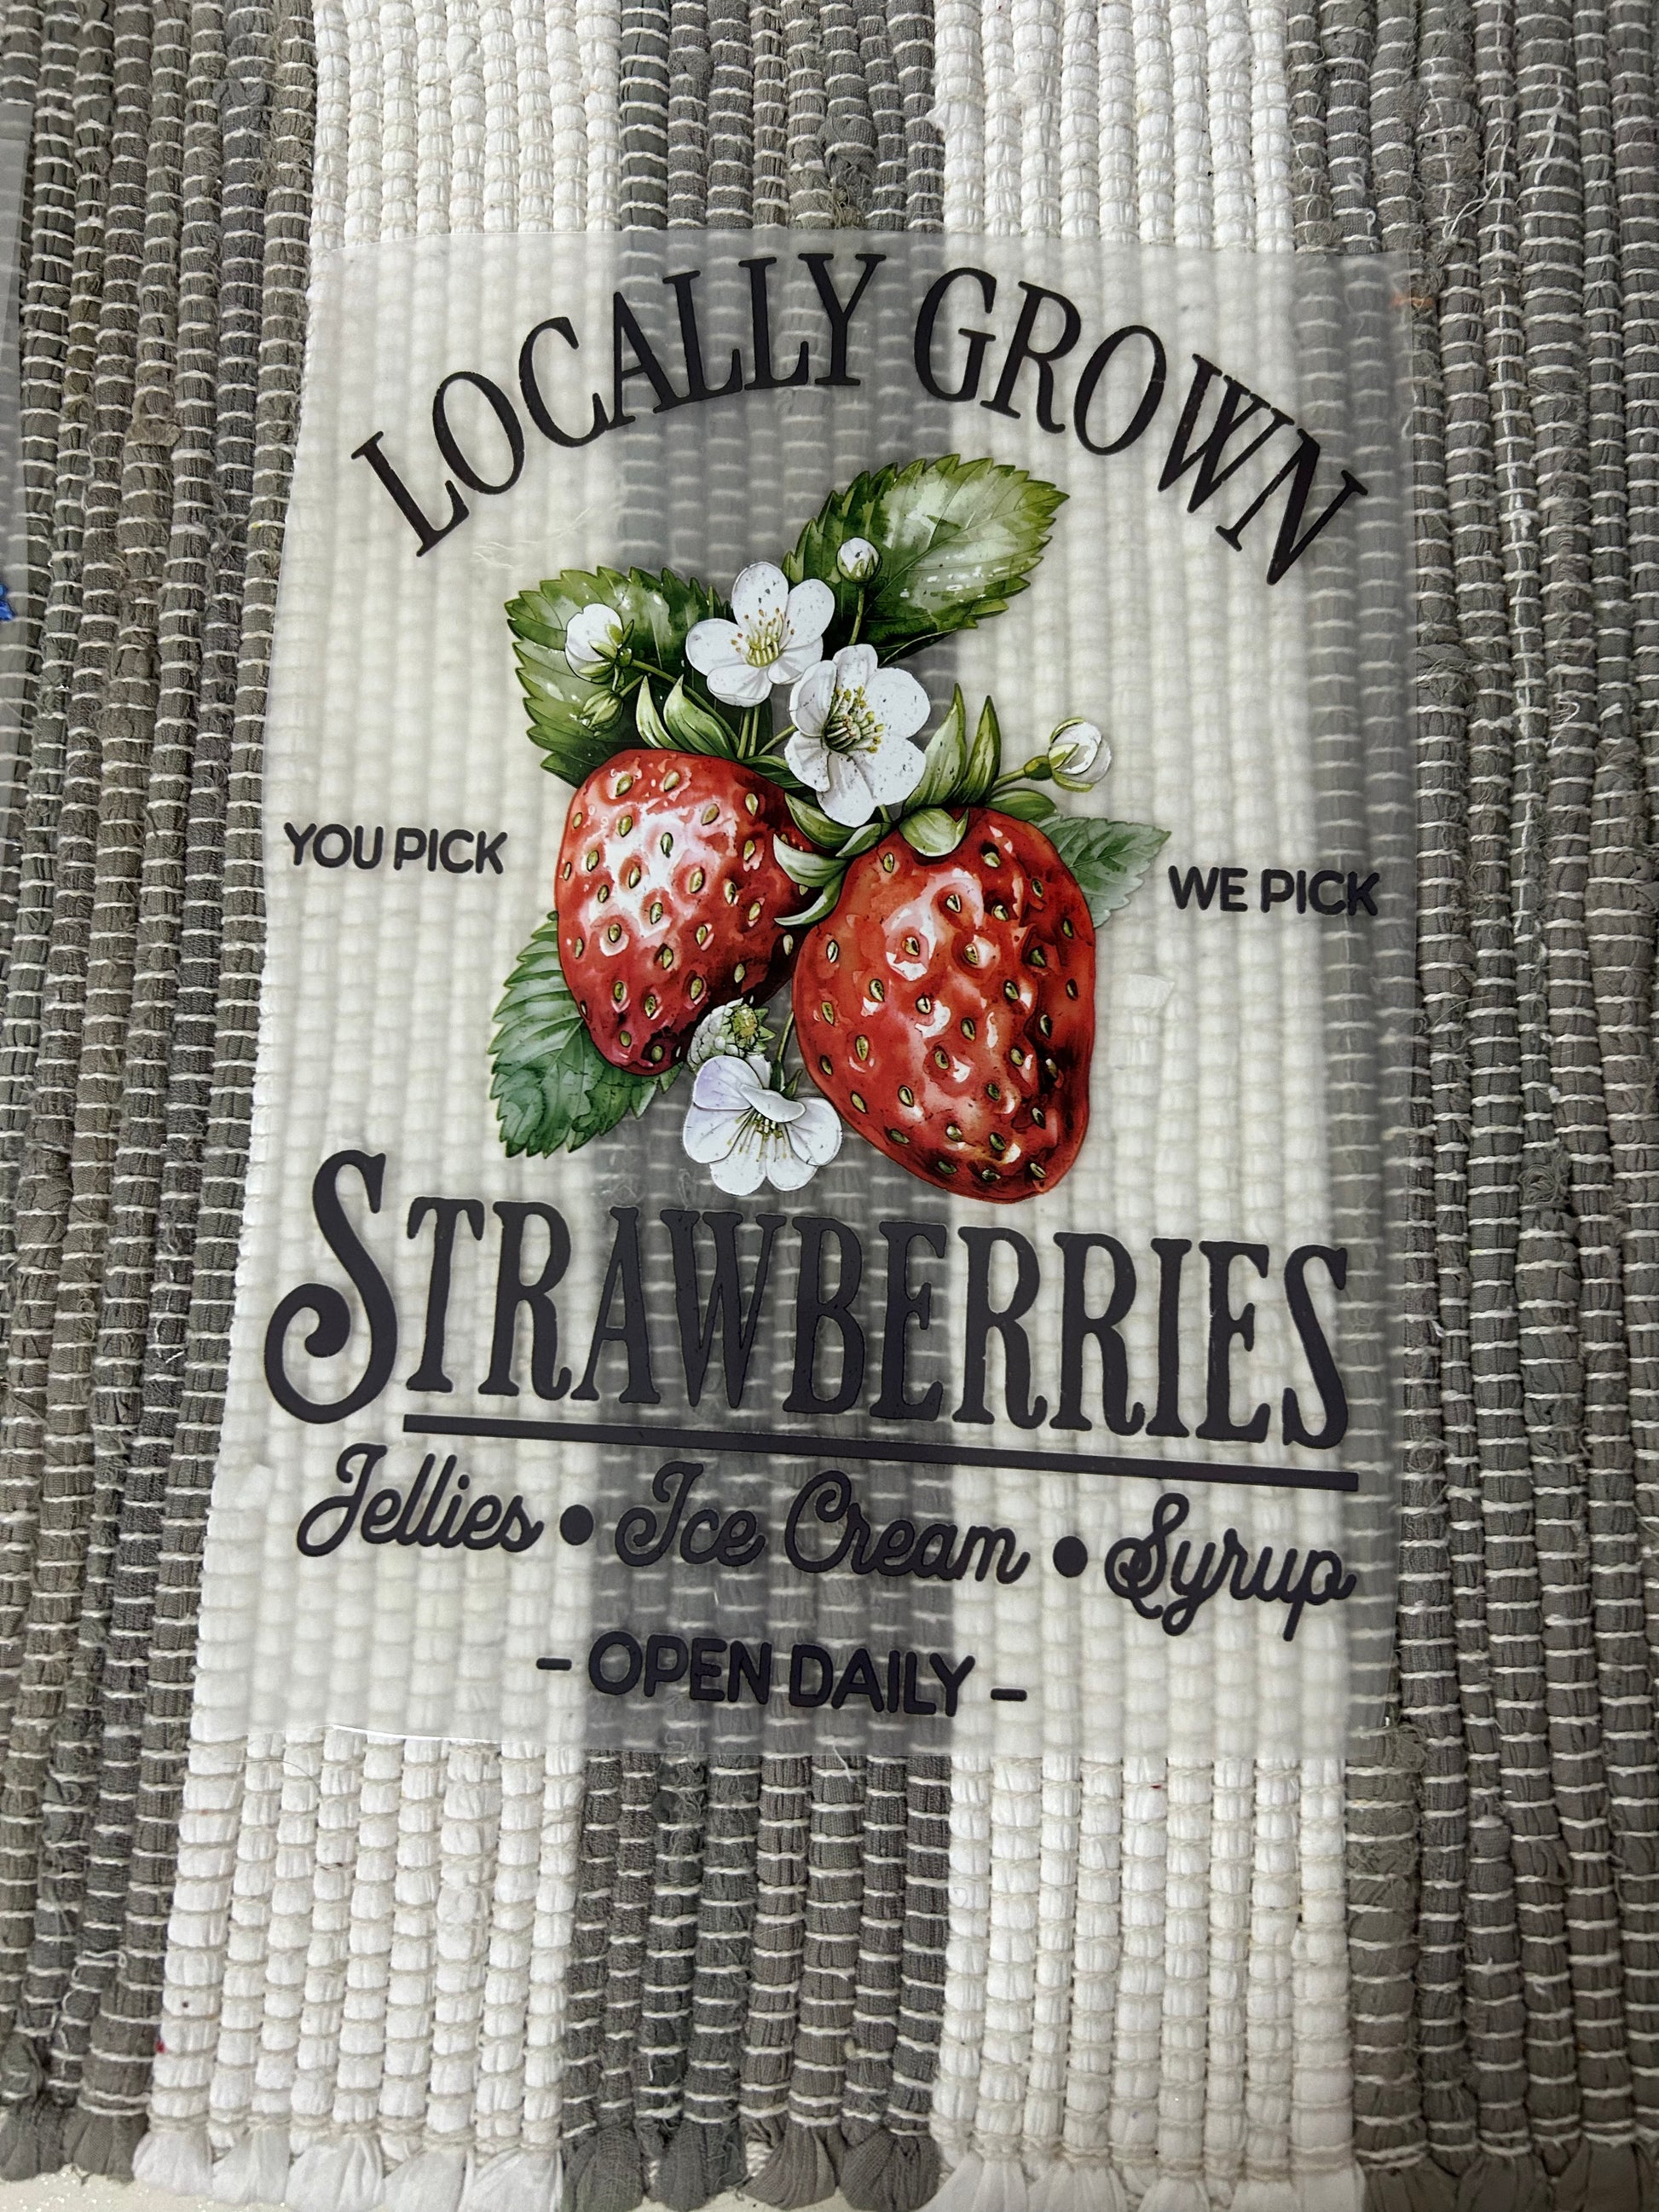 LOCALLY GROWN
YOU PICK
WE PICK
STRAWBERRIES
Jellies • Ice Cream • Syrup
- OPEN DAILY -